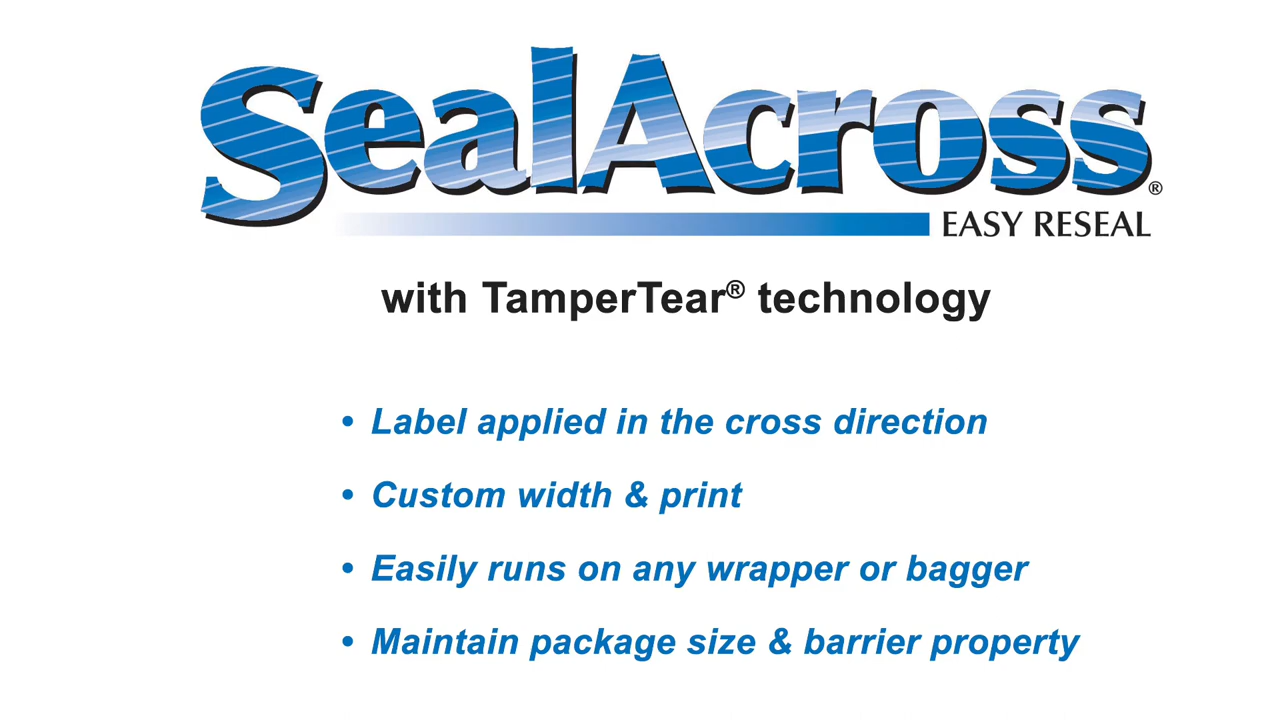 SealAcross®
EASY RESEAL
with TamperTear® technology
• Label applied in the cross direction
• Custom width & print
• Easily runs on any wrapper or bagger
• Maintain package size & barrier property